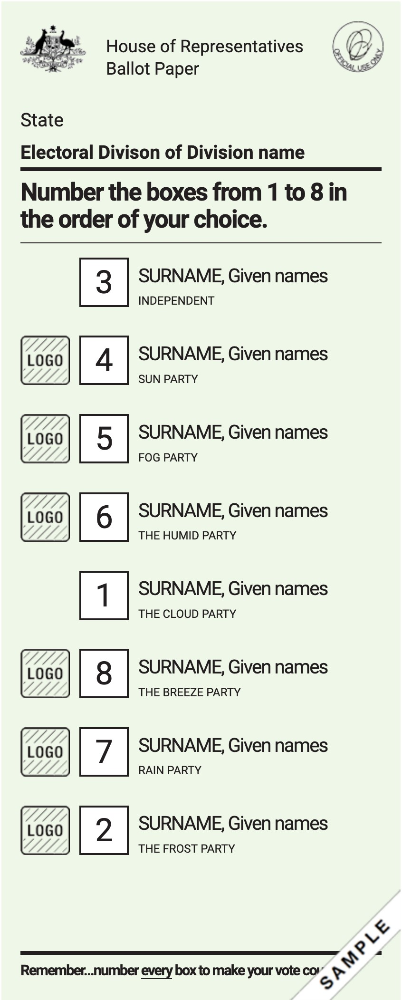 House of Representatives
Ballot Paper
OFFICIAL USE ONLY
State
Electoral Divison of Division name
Number the boxes from 1 to 8 in
the order of your choice.
3 SURNAME, Given names
INDEPENDENT
LOGO 4 SURNAME, Given names
SUN PARTY
LOGO 5 SURNAME, Given names
FOG PARTY
LOGO 6 SURNAME, Given names
THE HUMID PARTY
1 SURNAME, Given names
THE CLOUD PARTY
LOGO 8 SURNAME, Given names
THE BREEZE PARTY
LOGO 7 SURNAME, Given names
RAIN PARTY
LOGO 2 SURNAME, Given names
THE FROST PARTY
Remember...number every box to make your vote
SAMPLE